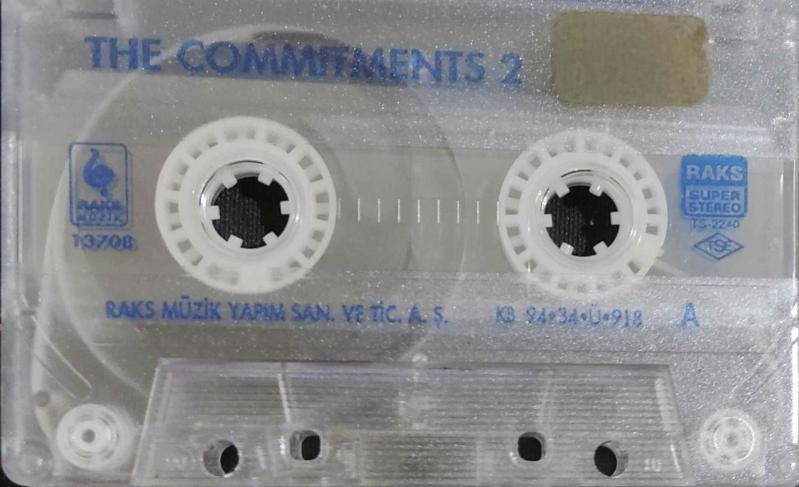 THE COMMITMENTS 2
RAKS
MÜZİK
13708
RAKS
SUPER
STEREO
TS-2240
TSE
RAKS MÜZİK YAPIM SAN. VE TİC. A. Ş.
KB 94•34•Ü•918
A